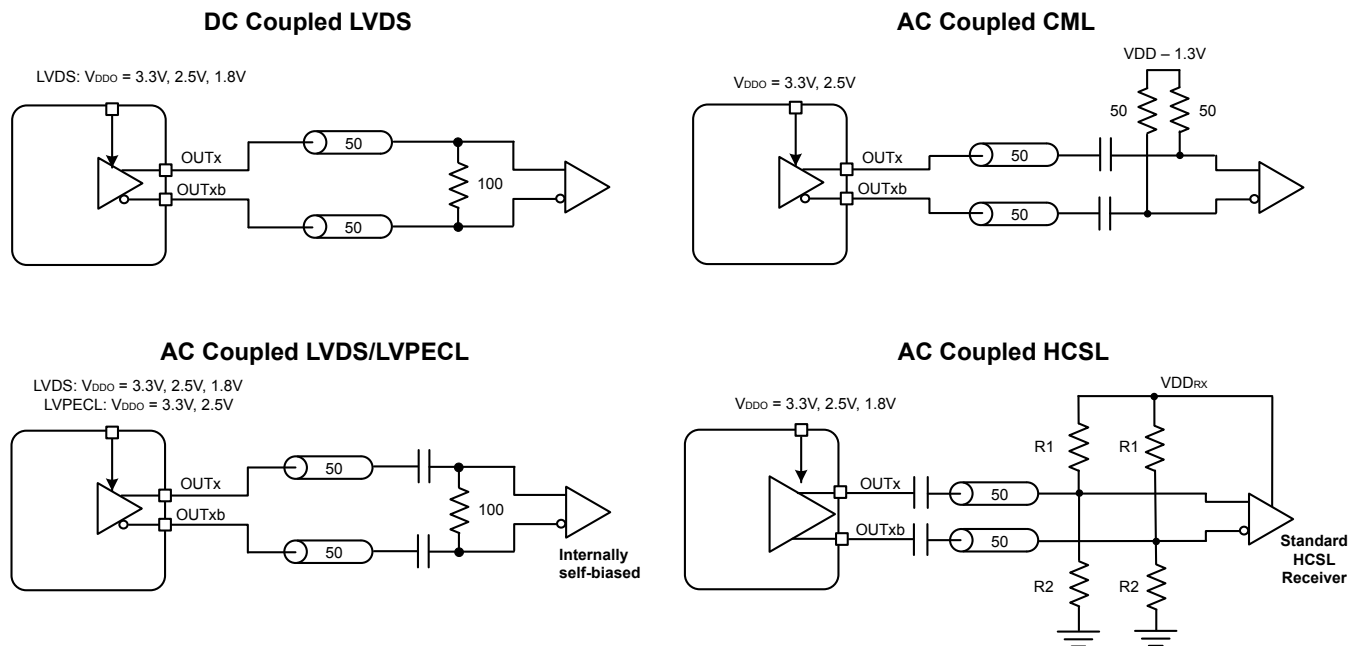 DC Coupled LVDS
LVDS: VDDO = 3.3V, 2.5V, 1.8V
OUTx
OUTxb
50
50
100
AC Coupled CML
VDD – 1.3V
VDDO = 3.3V, 2.5V
50
50
OUTx
OUTxb
50
50
AC Coupled LVDS/LVPECL
LVDS: VDDO = 3.3V, 2.5V, 1.8V
LVPECL: VDDO = 3.3V, 2.5V
OUTx
OUTxb
50
50
100
Internally
self-biased
AC Coupled HCSL
VDDRX
VDDO = 3.3V, 2.5V, 1.8V
R1
R1
OUTx
OUTxb
50
50
R2
R2
Standard
HCSL
Receiver